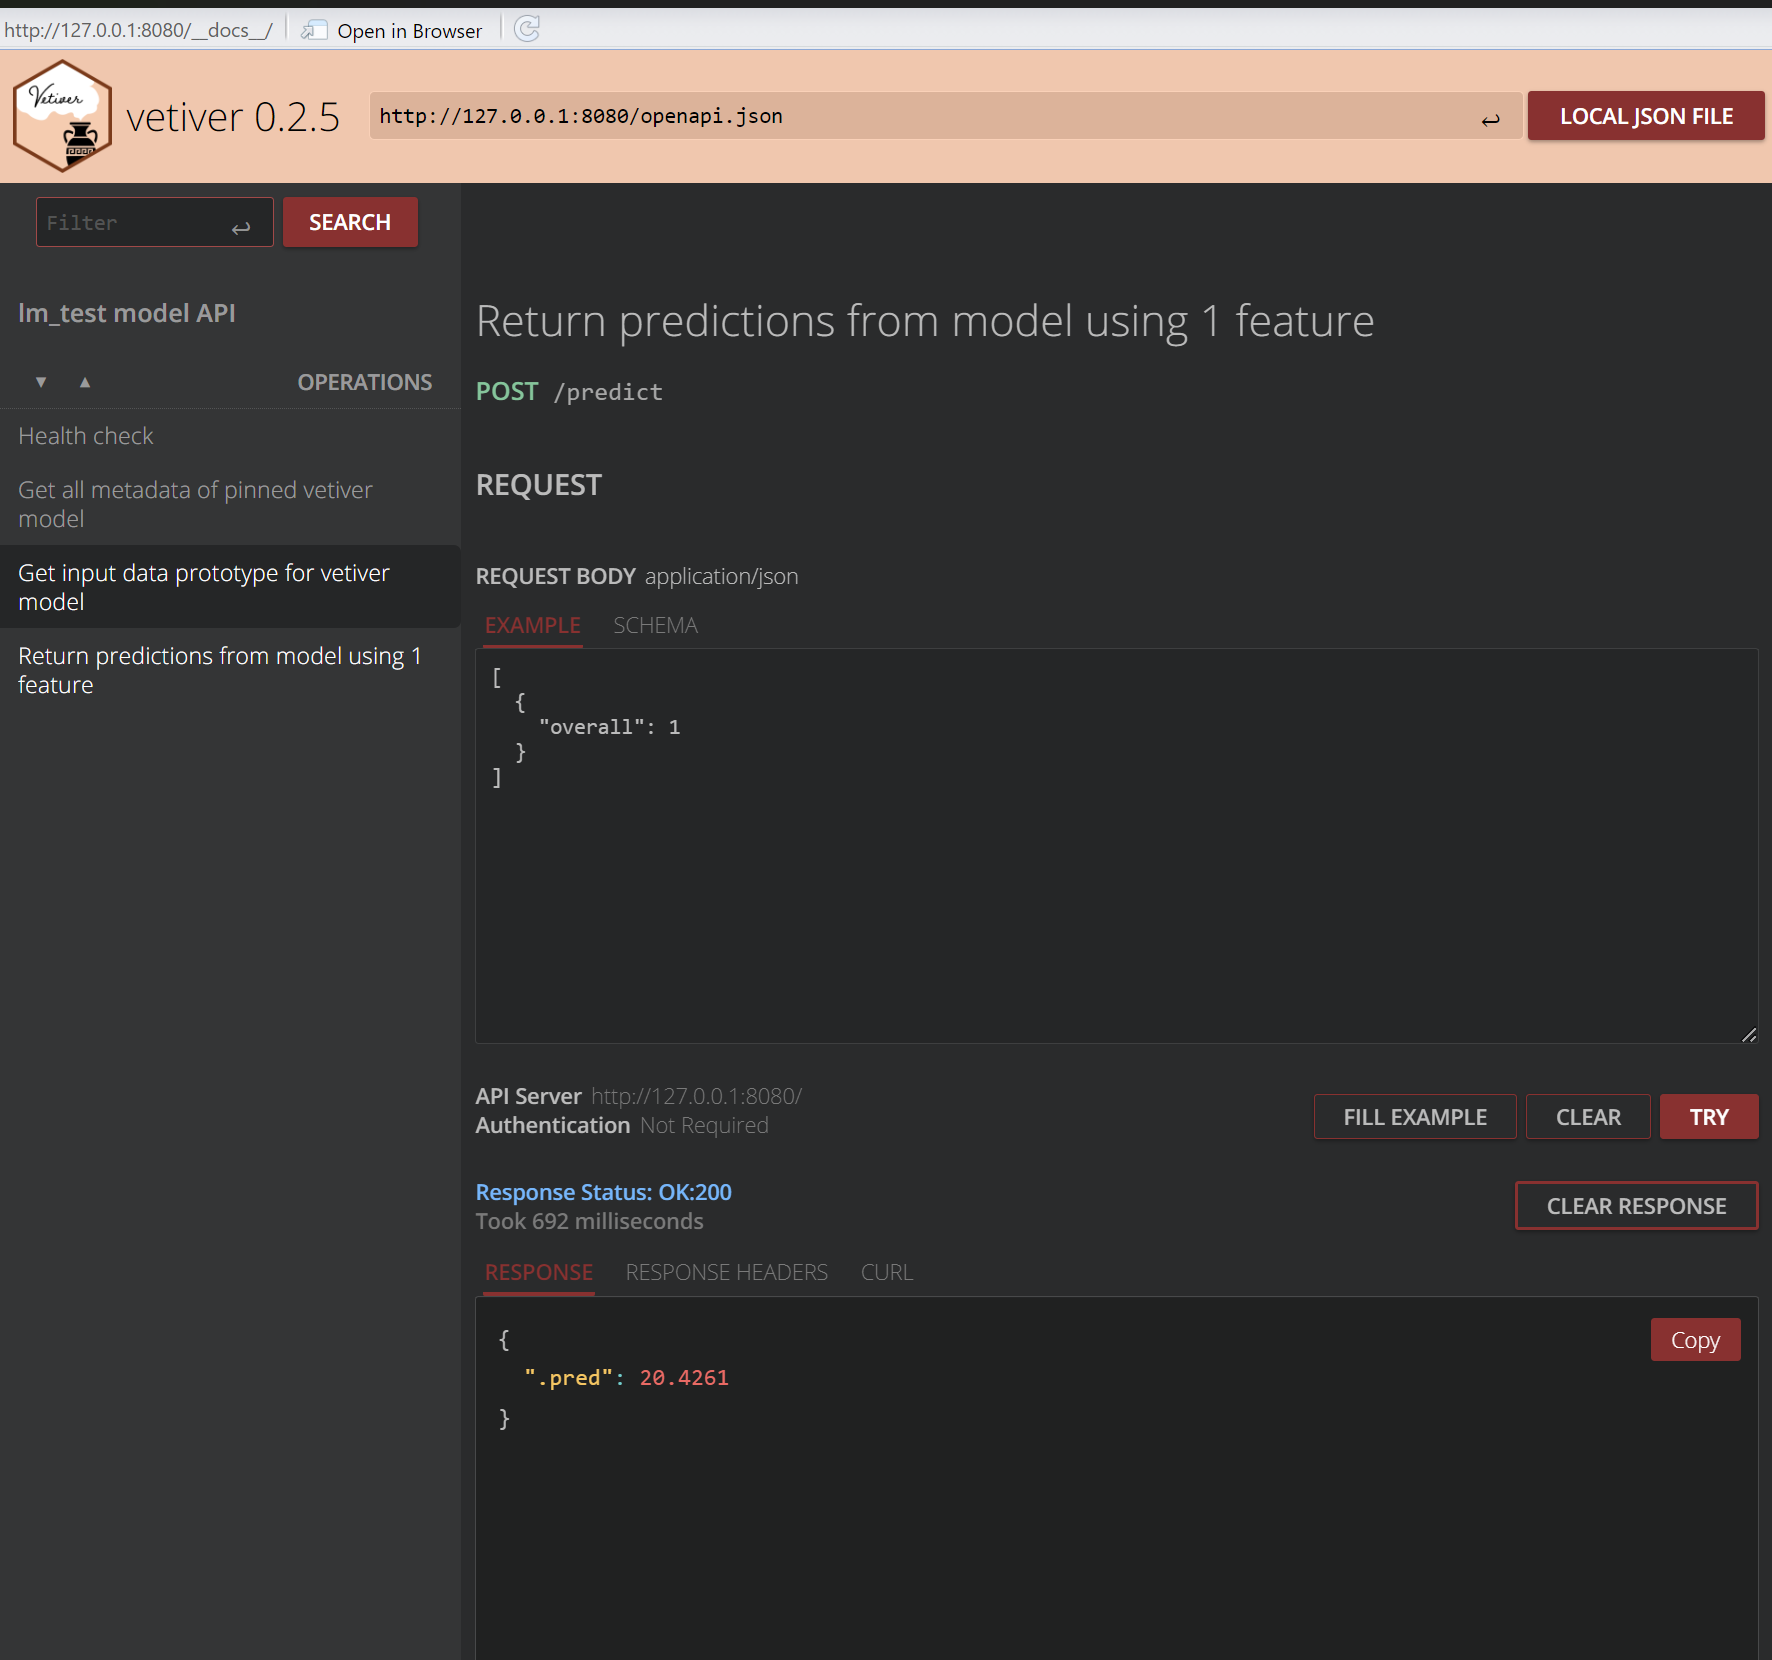 http://127.0.0.1:8080/__docs__/ Open in Browser
Vetiver
vetiver 0.2.5 http://127.0.0.1:8080/openapi.json ↩ LOCAL JSON FILE
Filter ↩ SEARCH
lm_test model API
▼ ▲ OPERATIONS
Health check
Get all metadata of pinned vetiver
model
Get input data prototype for vetiver
model
Return predictions from model using 1
feature
Return predictions from model using 1 feature
POST /predict
REQUEST
REQUEST BODY application/json
EXAMPLE SCHEMA
[
  {
    "overall": 1
  }
]
API Server http://127.0.0.1:8080/
Authentication Not Required
FILL EXAMPLE CLEAR TRY
Response Status: OK:200
Took 692 milliseconds
CLEAR RESPONSE
RESPONSE RESPONSE HEADERS CURL
Copy
{
  ".pred": 20.4261
}